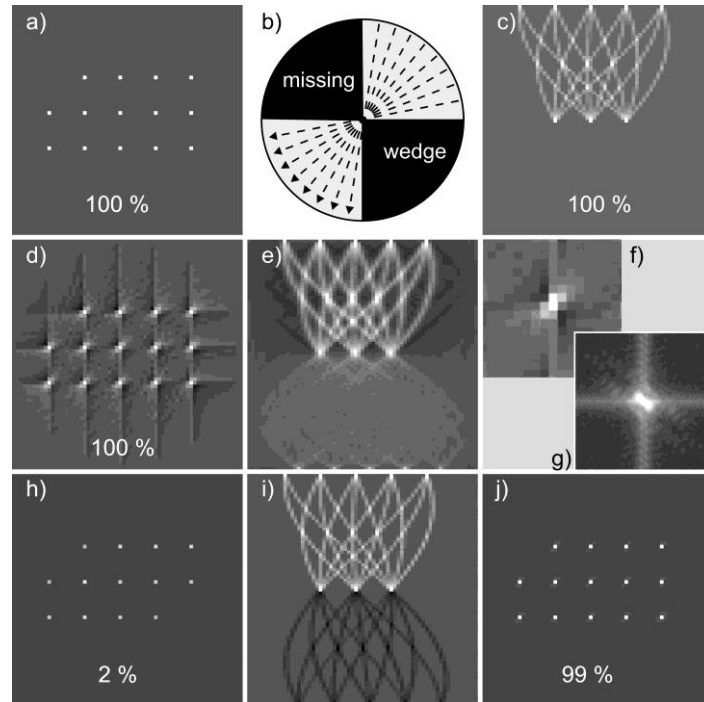 a)
b)
c)
missing
wedge
100 %
100 %
d)
e)
f)
100 %
g)
h)
i)
j)
2 %
99 %